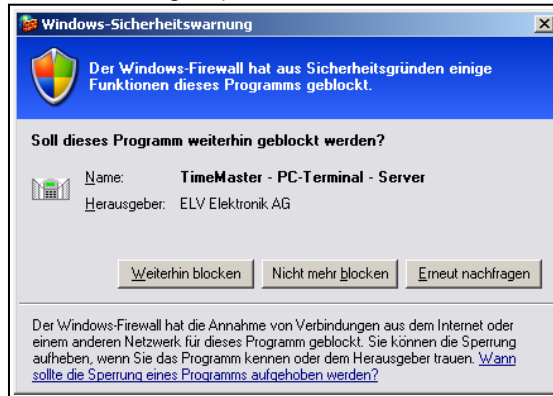 Windows-Sicherheitswarnung
Der Windows-Firewall hat aus Sicherheitsgründen einige
Funktionen dieses Programms geblockt.
Soll dieses Programm weiterhin geblockt werden?
Name: TimeMaster - PC-Terminal - Server
Herausgeber: ELV Elektronik AG
Weiterhin blocken Nicht mehr blocken Erneut nachfragen
Der Windows-Firewall hat die Annahme von Verbindungen aus dem Internet oder
einem anderen Netzwerk für dieses Programm geblockt. Sie können die Sperrung
aufheben, wenn Sie das Programm kennen oder dem Herausgeber trauen. Wann
sollte die Sperrung eines Programms aufgehoben werden?